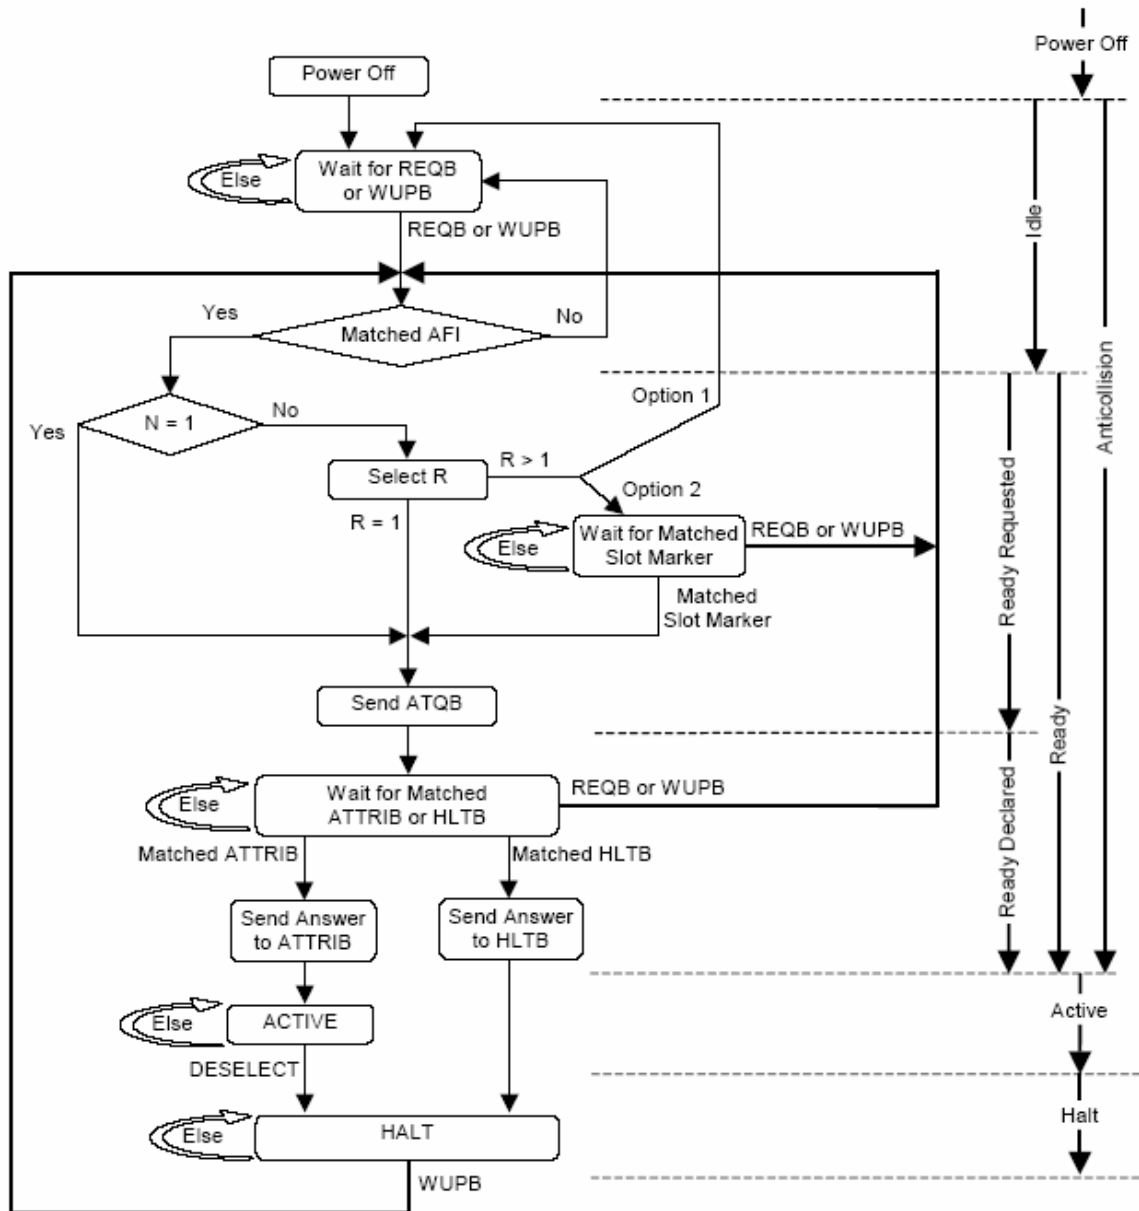 Power Off
Power Off
Wait for REQB
or WUPB
Else
REQB or WUPB
Idle
Yes
No
Matched AFI
Anticollision
Option 1
N = 1
No
Yes
R > 1
Select R
Option 2
R = 1
Wait for Matched
Slot Marker
REQB or WUPB
Else
Ready Requested
Matched
Slot Marker
Send ATQB
Ready
REQB or WUPB
Wait for Matched
ATTRIB or HLTB
Else
Matched ATTRIB
Matched HLTB
Ready Declared
Send Answer
to ATTRIB
Send Answer
to HLTB
Active
ACTIVE
Else
DESELECT
Halt
HALT
Else
WUPB